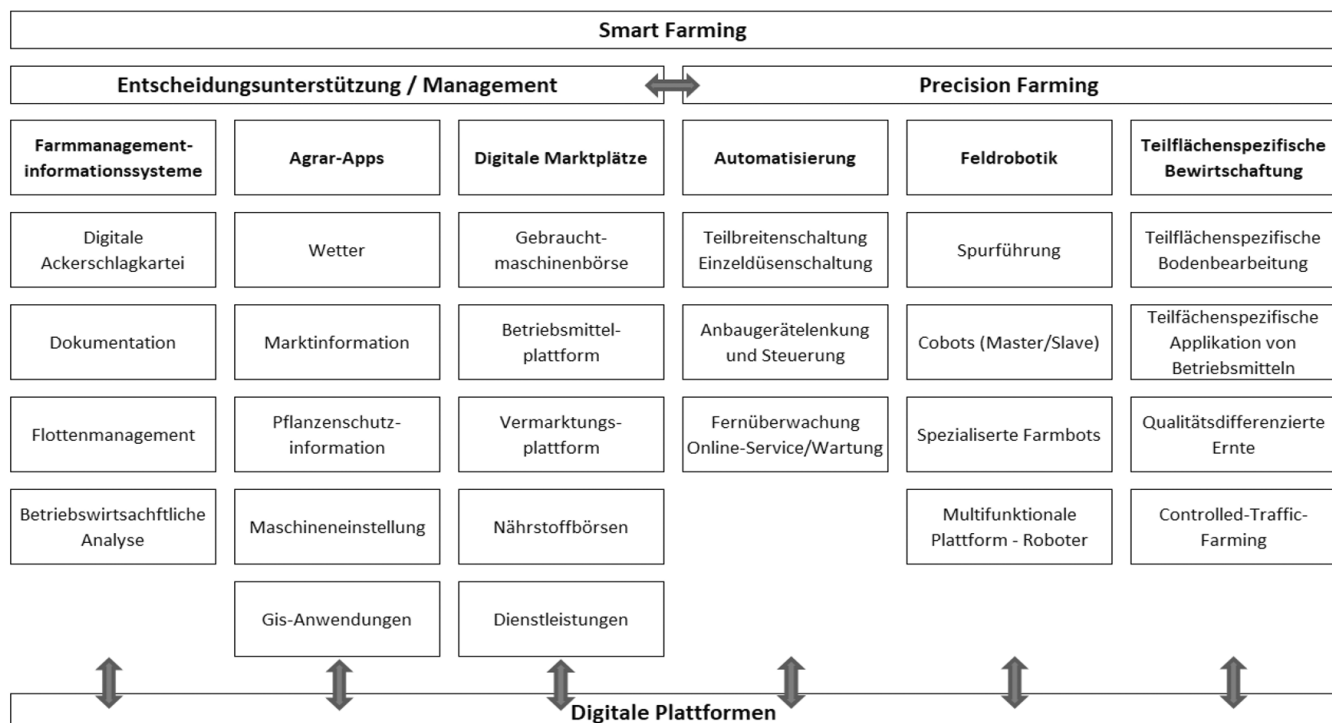 Smart Farming
Entscheidungsunterstützung / Management
Precision Farming
Farmmanagement-
informationssysteme
Agrar-Apps
Digitale Marktplätze
Automatisierung
Feldrobotik
Teilflächenspezifische
Bewirtschaftung
Digitale
Ackerschlagkartei
Wetter
Gebraucht-
maschinenbörse
Teilbreitenschaltung
Einzeldüsenschaltung
Spurführung
Teilflächenspezifische
Bodenbearbeitung
Dokumentation
Marktinformation
Betriebsmittel-
plattform
Anbaugerätelenkung
und Steuerung
Cobots (Master/Slave)
Teilfächenspezifische
Applikation von
Betriebsmitteln
Flottenmanagement
Pflanzenschutz-
information
Vermarktungs-
plattform
Fernüberwachung
Online-Service/Wartung
Spezialiserte Farmbots
Qualitätsdifferenzierte
Ernte
Betriebswirtsachftliche
Analyse
Maschineneinstellung
Nährstoffbörsen
Multifunktionale
Plattform - Roboter
Controlled-Traffic-
Farming
Gis-Anwendungen
Dienstleistungen
Digitale Plattformen